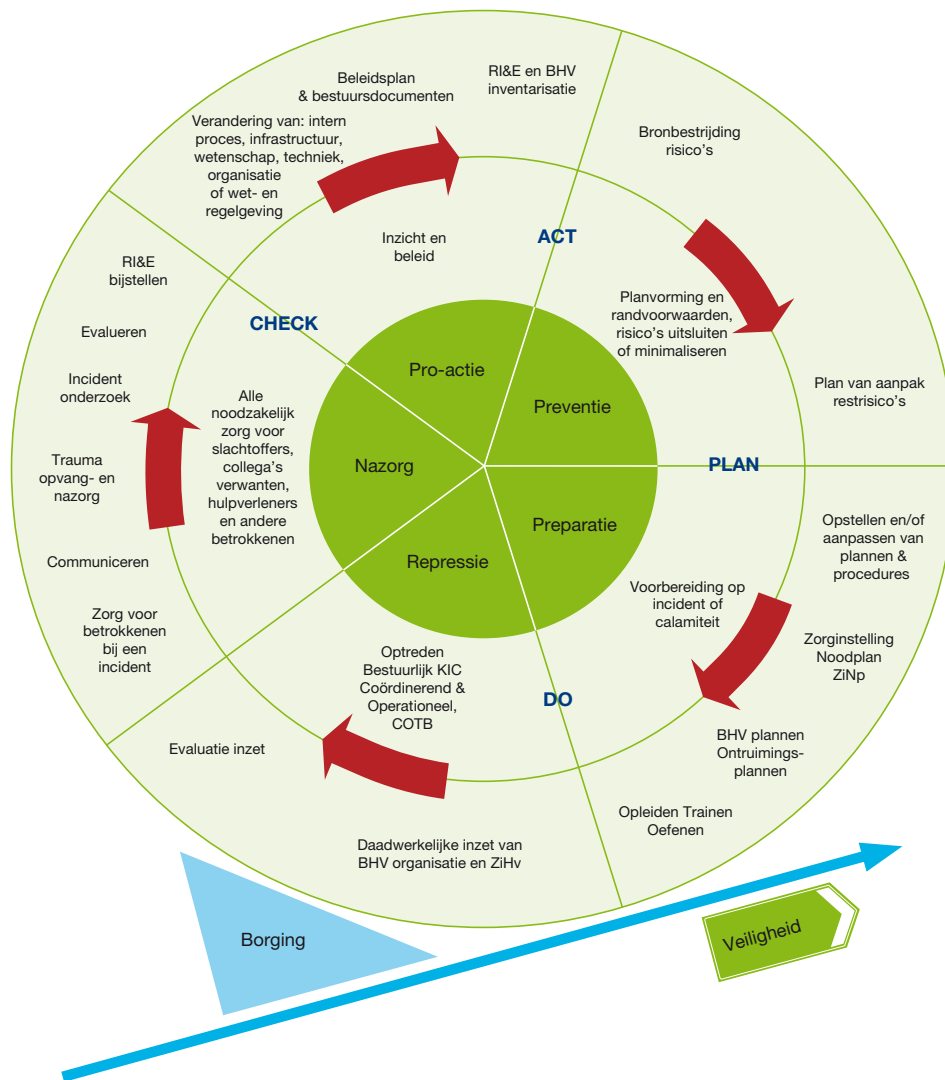 Beleidsplan
& bestuursdocumenten
RI&E en BHV
inventarisatie
Verandering van: intern
proces, infrastructuur,
wetenschap, techniek,
organisatie
of wet- en
regelgeving
Bronbestrijding
risico's
Inzicht en
beleid
ACT
RI&E
bijstellen
Planvorming en
randvoorwaarden,
risico's uitsluiten
of minimaliseren
CHECK
Evalueren
Pro-actie
Preventie
Incident
onderzoek
Alle
noodzakelijk
zorg voor
slachtoffers,
collega's
verwanten,
hulpverleners
en andere
betrokkenen
Plan van aanpak
restrisico's
Nazorg
PLAN
Trauma
opvang- en
nazorg
Preparatie
Opstellen en/of
aanpassen van
plannen &
procedures
Repressie
Communiceren
Voorbereiding op
incident of
calamiteit
Zorg voor
betrokkenen
bij een
incident
Zorginstelling
Noodplan
ZiNp
Optreden
Bestuurlijk KIC
Coördinerend &
Operationeel,
COTB
DO
Evaluatie inzet
BHV plannen
Ontruimings-
plannen
Opleiden Trainen
Oefenen
Daadwerkelijke inzet van
BHV organisatie en ZiHv
Borging
Veiligheid